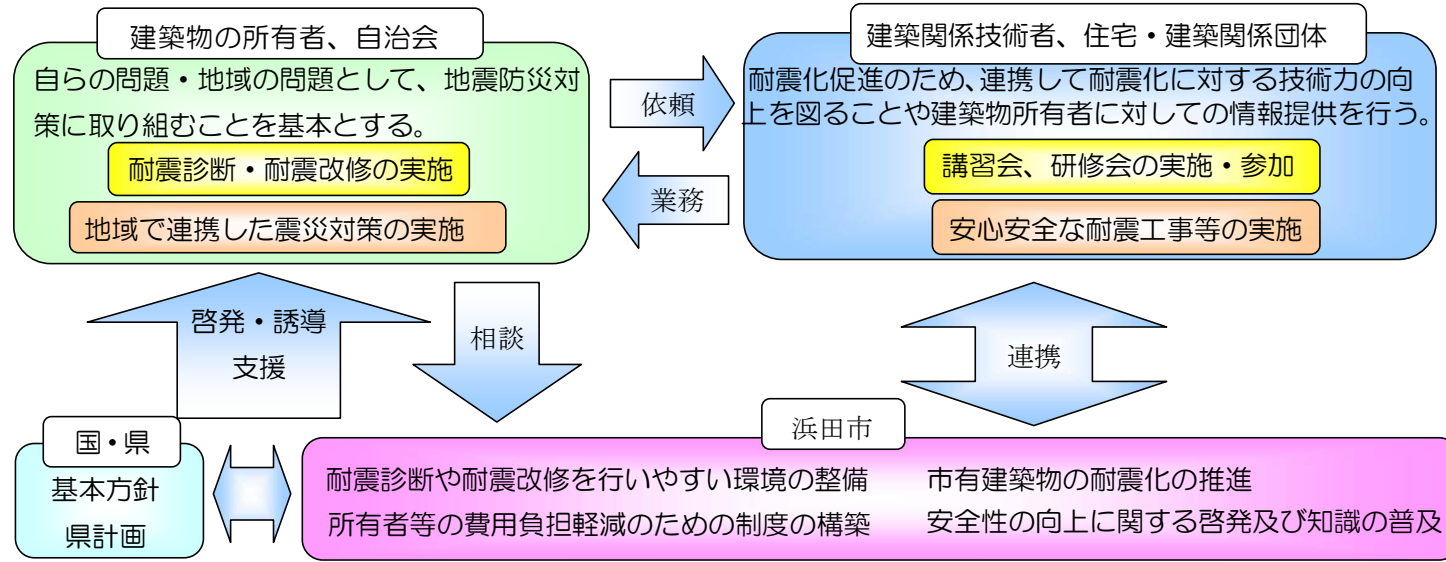 建築物の所有者、自治会
自らの問題・地域の問題として、地震防災対
策に取り組むことを基本とする。
耐震診断・耐震改修の実施
地域で連携した震災対策の実施
依頼
業務
建築関係技術者、住宅・建築関係団体
耐震化促進のため、連携して耐震化に対する技術力の向
上を図ることや建築物所有者に対しての情報提供を行う。
講習会、研修会の実施・参加
安心安全な耐震工事等の実施
啓発・誘導
支援
相談
連携
国・県
基本方針
県計画
浜田市
耐震診断や耐震改修を行いやすい環境の整備
市有建築物の耐震化の推進
所有者等の費用負担軽減のための制度の構築
安全性の向上に関する啓発及び知識の普及